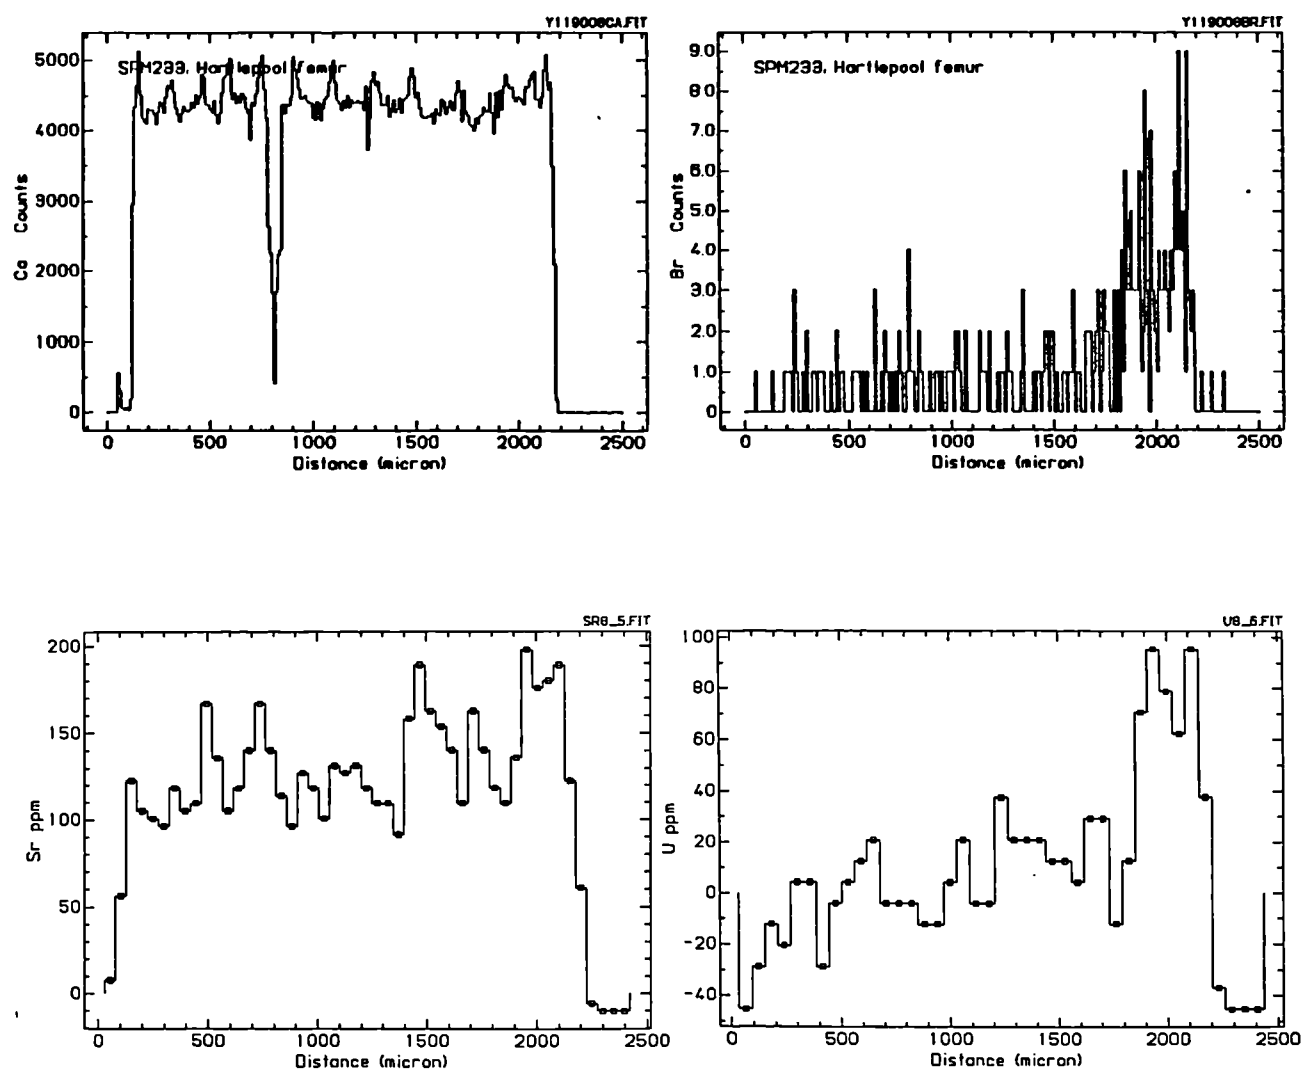 Y119008CA.FIT
SPM233, Hartlepool femur
5000
4000
3000
2000
1000
0
Ca Counts
0 500 1000 1500 2000 2500
Distance (micron)
Y119008BR.FIT
SPM233, Hartlepool femur
9.0
8.0
7.0
6.0
5.0
4.0
3.0
2.0
1.0
0
Br Counts
0 500 1000 1500 2000 2500
Distance (micron)
SR8_5.FIT
200
150
100
50
0
Sr ppm
0 500 1000 1500 2000 2500
Distance (micron)
U8_6.FIT
100
80
60
40
20
0
-20
-40
U ppm
0 500 1000 1500 2000 2500
Distance (micron)